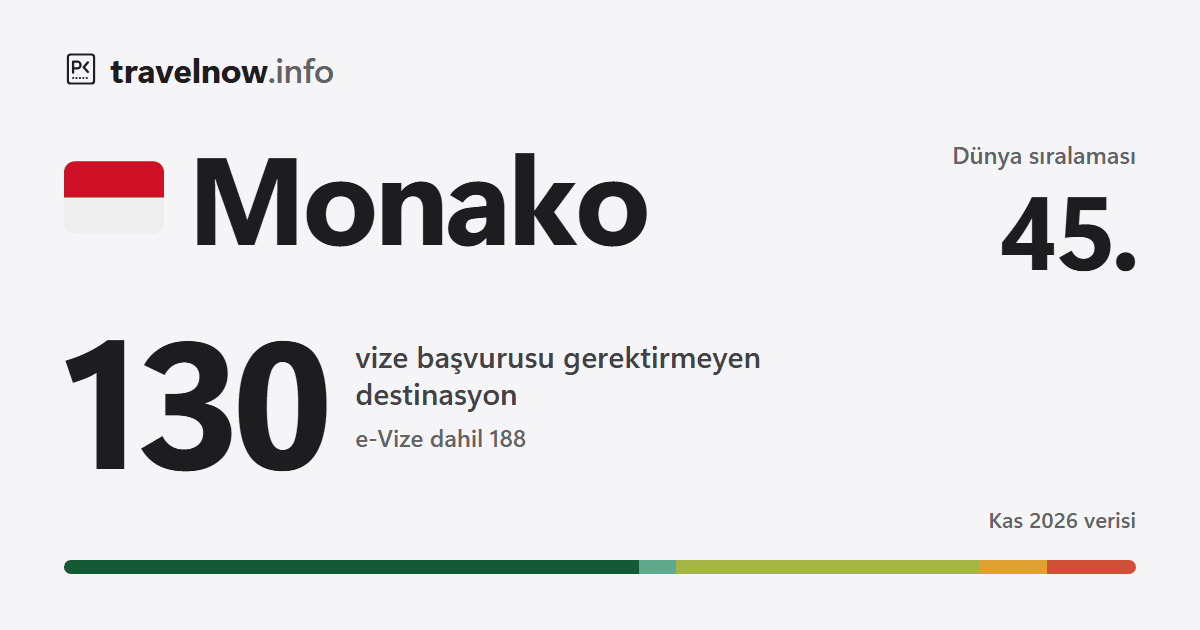 travelnow.info
Monako
Dünya sıralaması
45.
130
vize başvurusu gerektirmeyen
destinasyon
e-Vize dahil 188
Kas 2026 verisi